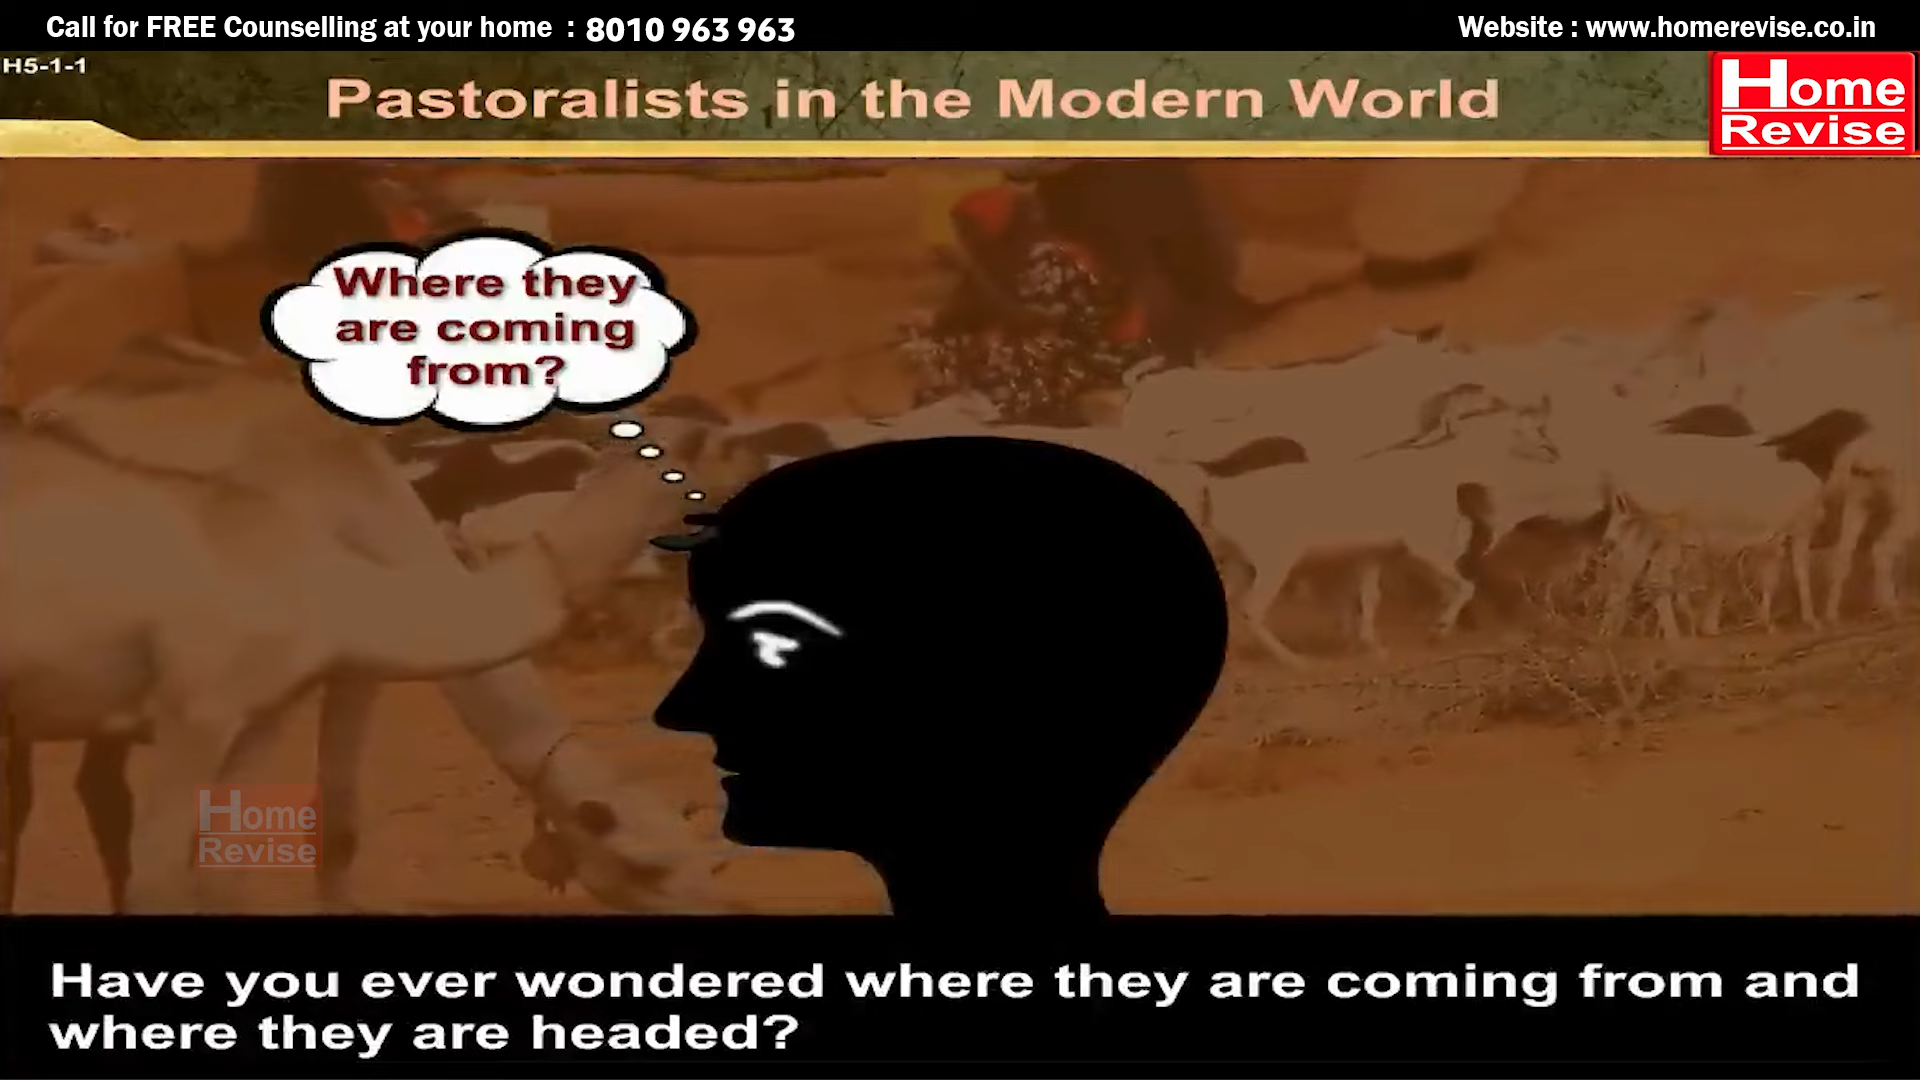 Call for FREE Counselling at your home : 8010 963 963
Website : www.homerevise.co.in
H5-1-1
Pastoralists in the Modern World
Home
Revise
Where they
are coming
from?
Home
Revise
Have you ever wondered where they are coming from and
where they are headed?